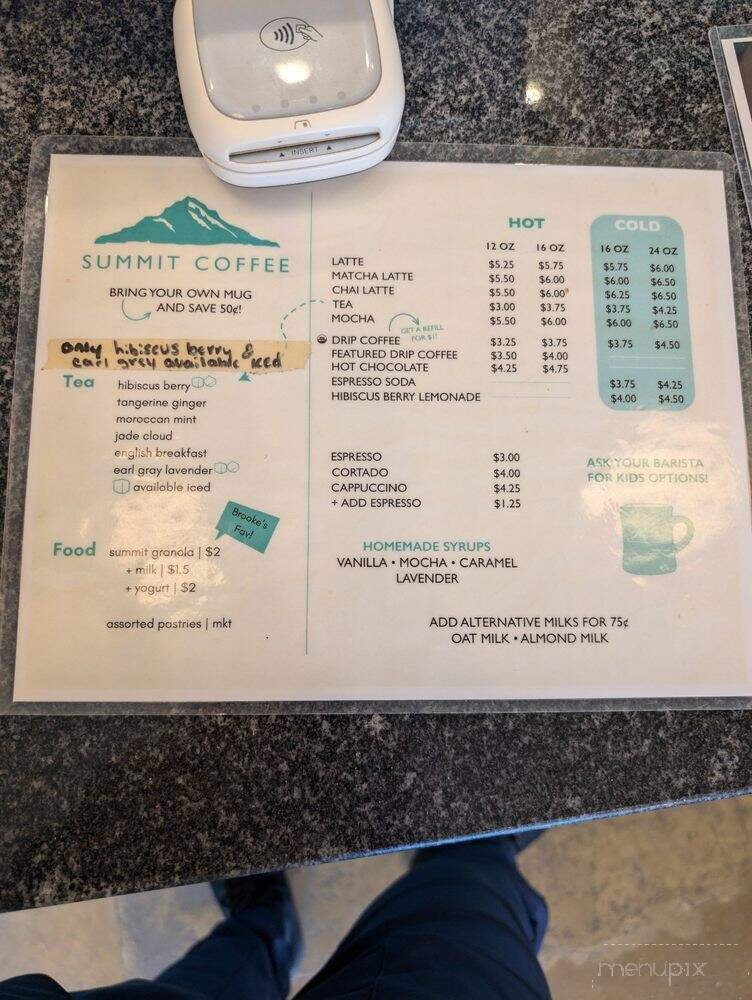 INSERT
SUMMIT COFFEE
BRING YOUR OWN MUG
AND SAVE 50¢!
only hibiscus berry &
earl grey available iced
Tea
hibiscus berry
tangerine ginger
moroccan mint
jade cloud
english breakfast
earl gray lavender
available iced
Brooke's
Fav!
Food
summit granola | $2
+ milk | $1.5
+ yogurt | $2
assorted pastries | mkt
HOT COLD
12 OZ 16 OZ 16 OZ 24 OZ
LATTE $5.25 $5.75 $5.75 $6.00
MATCHA LATTE $5.50 $6.00 $6.00 $6.50
CHAI LATTE $5.50 $6.00* $6.25 $6.50
TEA $3.00 $3.75 $3.75 $4.25
MOCHA $5.50 $6.00 $6.00 $6.50
GET A REFILL
FOR $1!
DRIP COFFEE $3.25 $3.75 $3.75 $4.50
FEATURED DRIP COFFEE $3.50 $4.00
HOT CHOCOLATE $4.25 $4.75
ESPRESSO SODA $3.75 $4.25
HIBISCUS BERRY LEMONADE $4.00 $4.50
ESPRESSO $3.00
CORTADO $4.00
CAPPUCCINO $4.25
+ ADD ESPRESSO $1.25
ASK YOUR BARISTA
FOR KIDS OPTIONS!
HOMEMADE SYRUPS
VANILLA • MOCHA • CARAMEL
LAVENDER
ADD ALTERNATIVE MILKS FOR 75¢
OAT MILK • ALMOND MILK
menupix